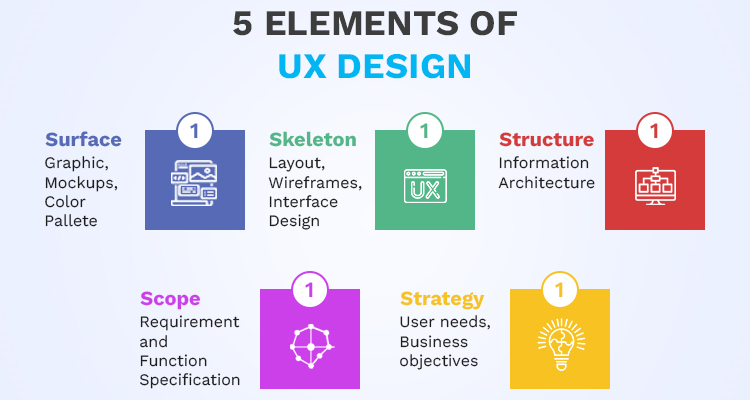 5 ELEMENTS OF
UX DESIGN
1
Surface
Graphic,
Mockups,
Color
Pallete
1
Skeleton
Layout,
Wireframes,
Interface
Design
UX
1
Structure
Information
Architecture
1
Scope
Requirement
and
Function
Specification
1
Strategy
User needs,
Business
objectives